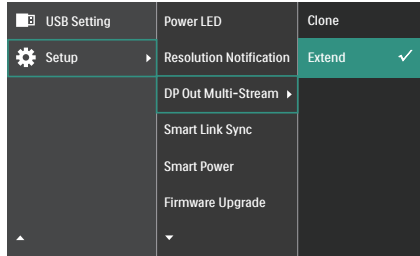 USB Setting
Setup
Power LED
Resolution Notification
DP Out Multi-Stream
Smart Link Sync
Smart Power
Firmware Upgrade
Clone
Extend